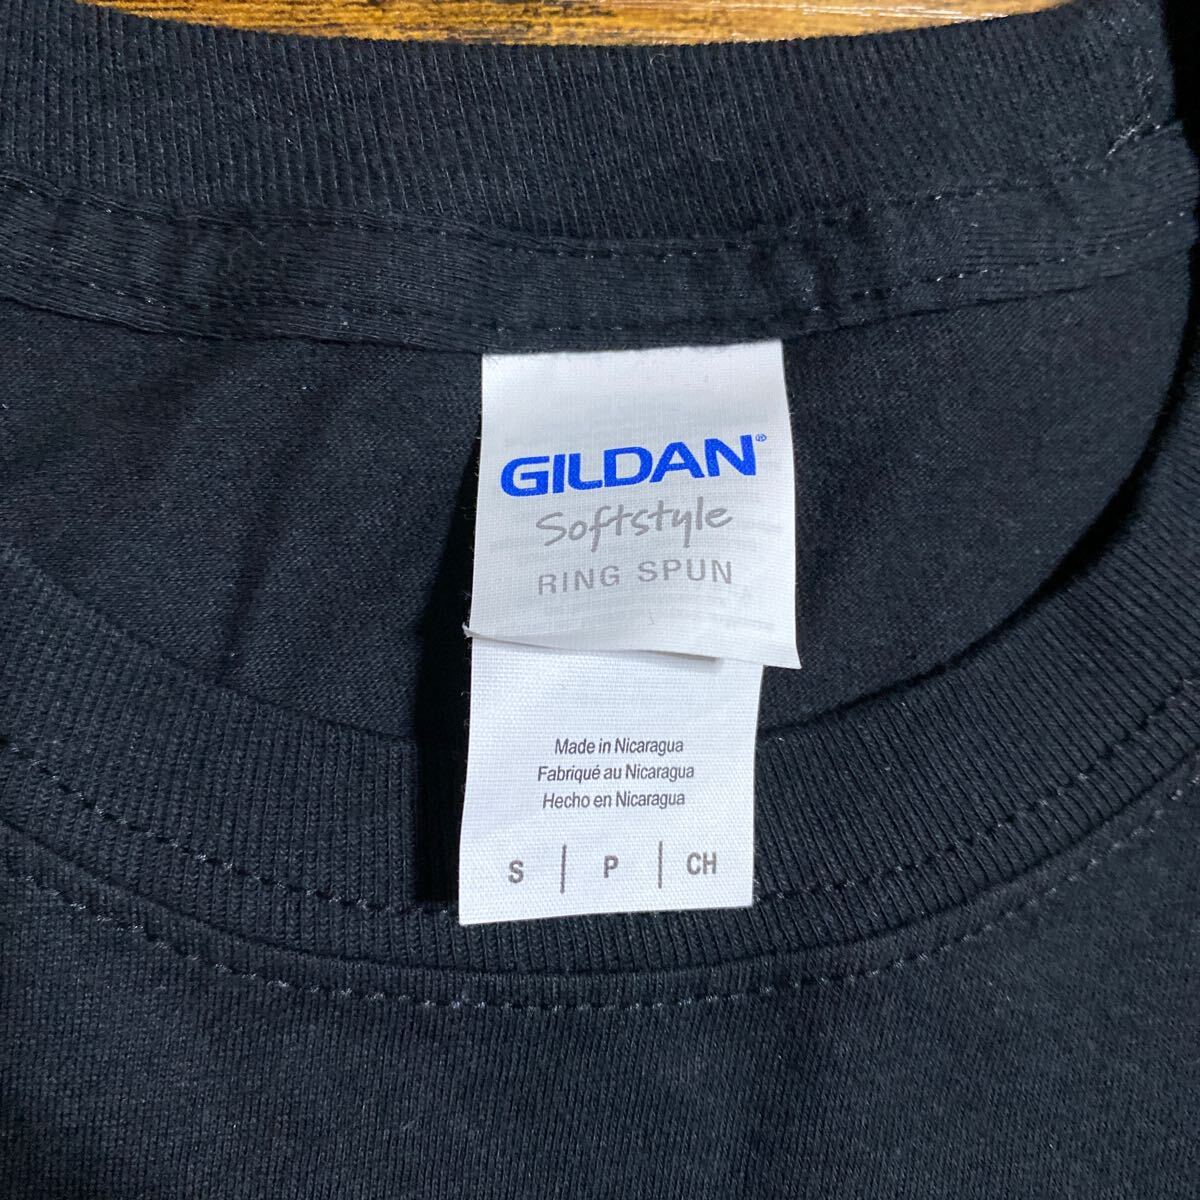 GILDAN®
Softstyle
RING SPUN
Made in Nicaragua
Fabriqué au Nicaragua
Hecho en Nicaragua
S | P | CH